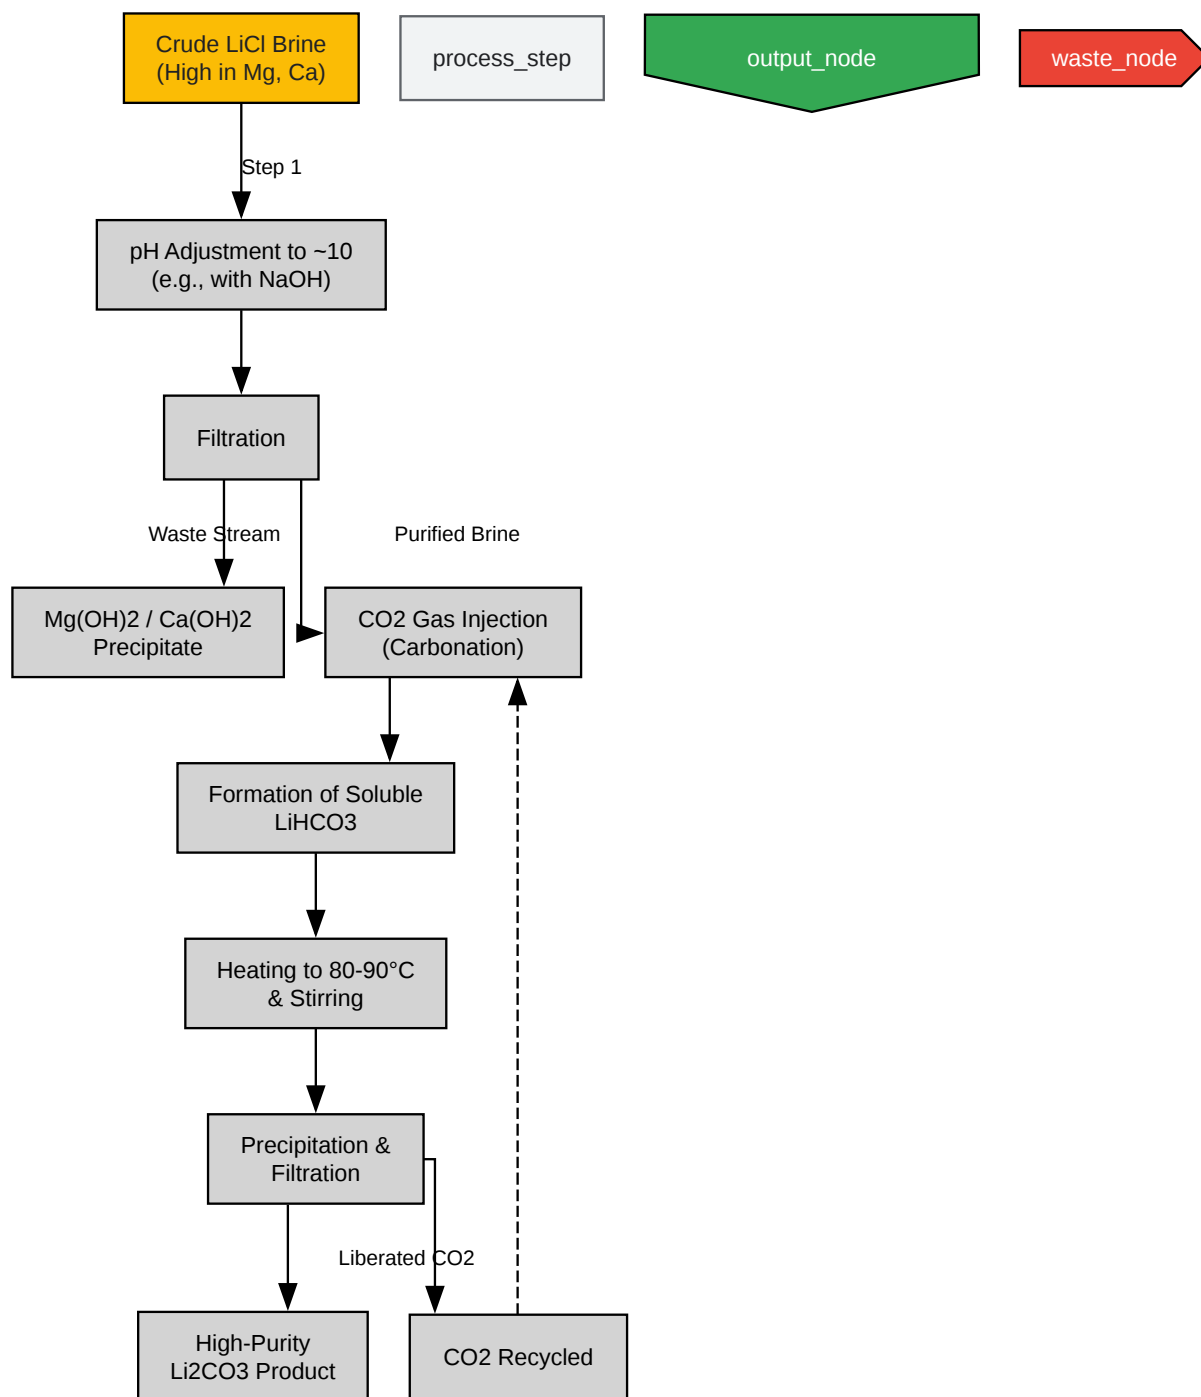 Crude LiCl Brine
(High in Mg, Ca)
process_step
output_node
waste_node
Step 1
pH Adjustment to ~10
(e.g., with NaOH)
Filtration
Waste Stream
Purified Brine
Mg(OH)2 / Ca(OH)2
Precipitate
CO2 Gas Injection
(Carbonation)
Formation of Soluble
LiHCO3
Heating to 80-90°C
& Stirring
Precipitation &
Filtration
Liberated CO2
High-Purity
Li2CO3 Product
CO2 Recycled